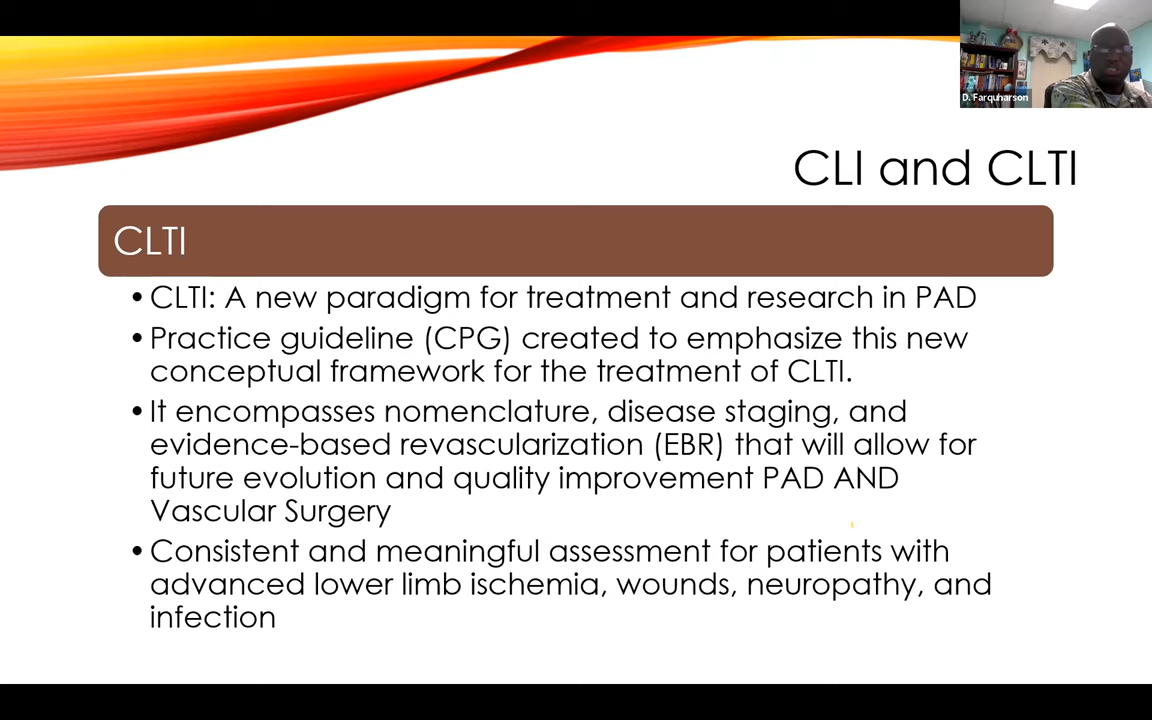 D. Farquharson
CLI and CLTI
CLTI
• CLTI: A new paradigm for treatment and research in PAD
• Practice guideline (CPG) created to emphasize this new
conceptual framework for the treatment of CLTI.
• It encompasses nomenclature, disease staging, and
evidence-based revascularization (EBR) that will allow for
future evolution and quality improvement PAD AND
Vascular Surgery
• Consistent and meaningful assessment for patients with
advanced lower limb ischemia, wounds, neuropathy, and
infection